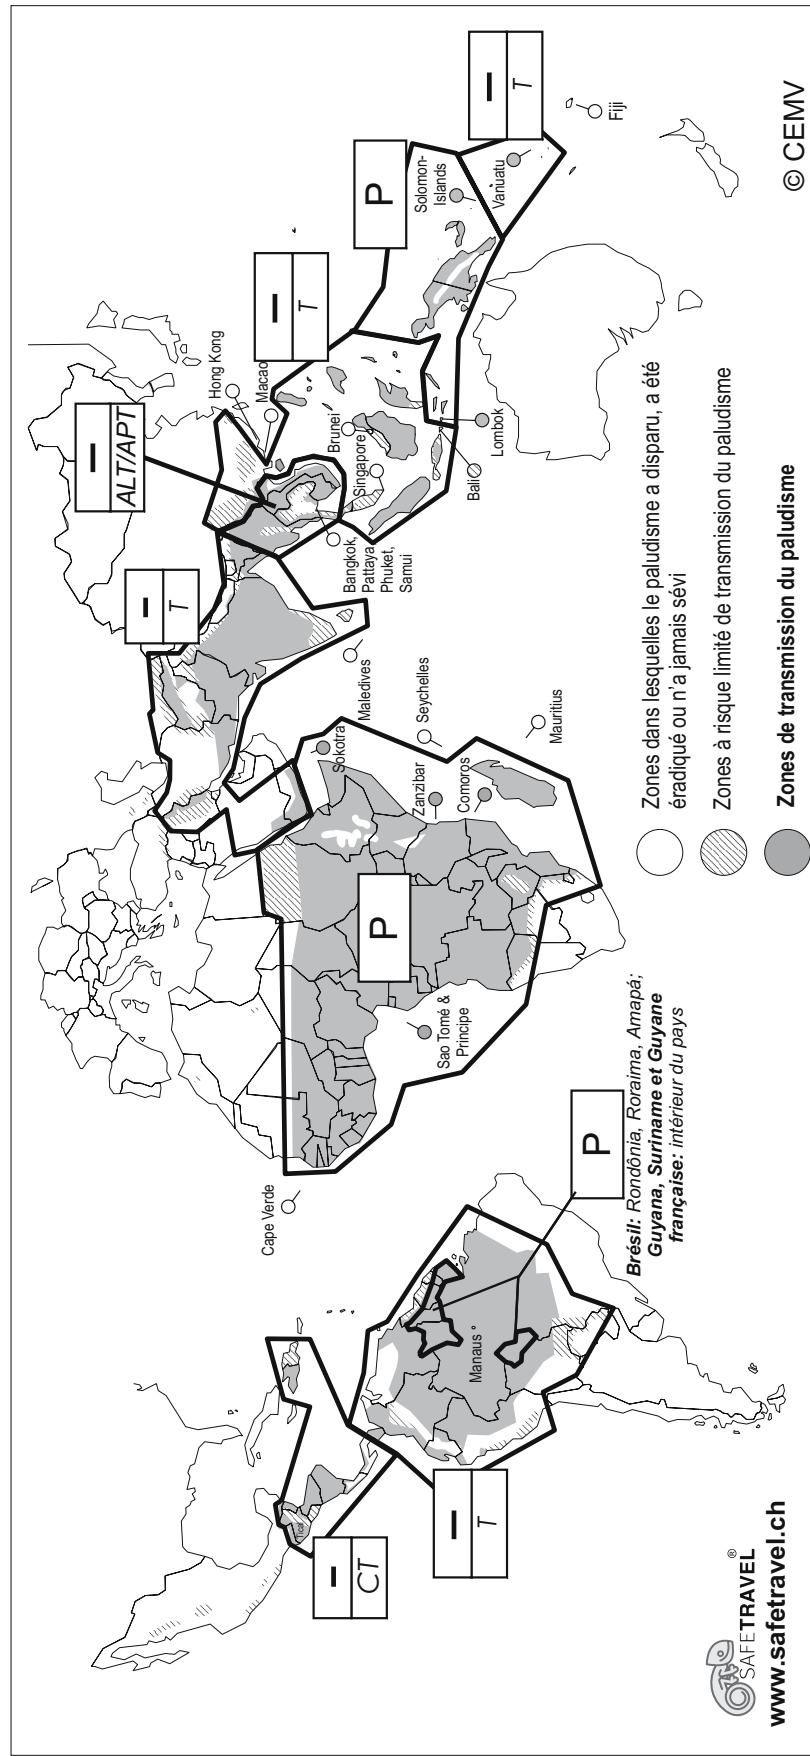 Cape Verde
Tical
–
CT
–
T
Manaus °
P
Brésil: Rondônia, Roraima, Amapá;
Guyana, Suriname et Guyane
française: intérieur du pays
Sao Tomé &
Principe
P
Zanzibar
Comoros
Sokotra
Seychelles
Mauritius
Maledives
–
T
–
ALT/APT
Hong Kong
Macao
–
T
Bangkok,
Pattaya
Phuket,
Samui
Singapore
Brunei
Bali
Lombok
P
Solomon-
Islands
Vanuatu
–
T
Fiji
Zones dans lesquelles le paludisme a disparu, a été
éradiqué ou n'a jamais sévi
Zones à risque limité de transmission du paludisme
Zones de transmission du paludisme
SAFETRAVEL®
www.safetravel.ch
© CEMV